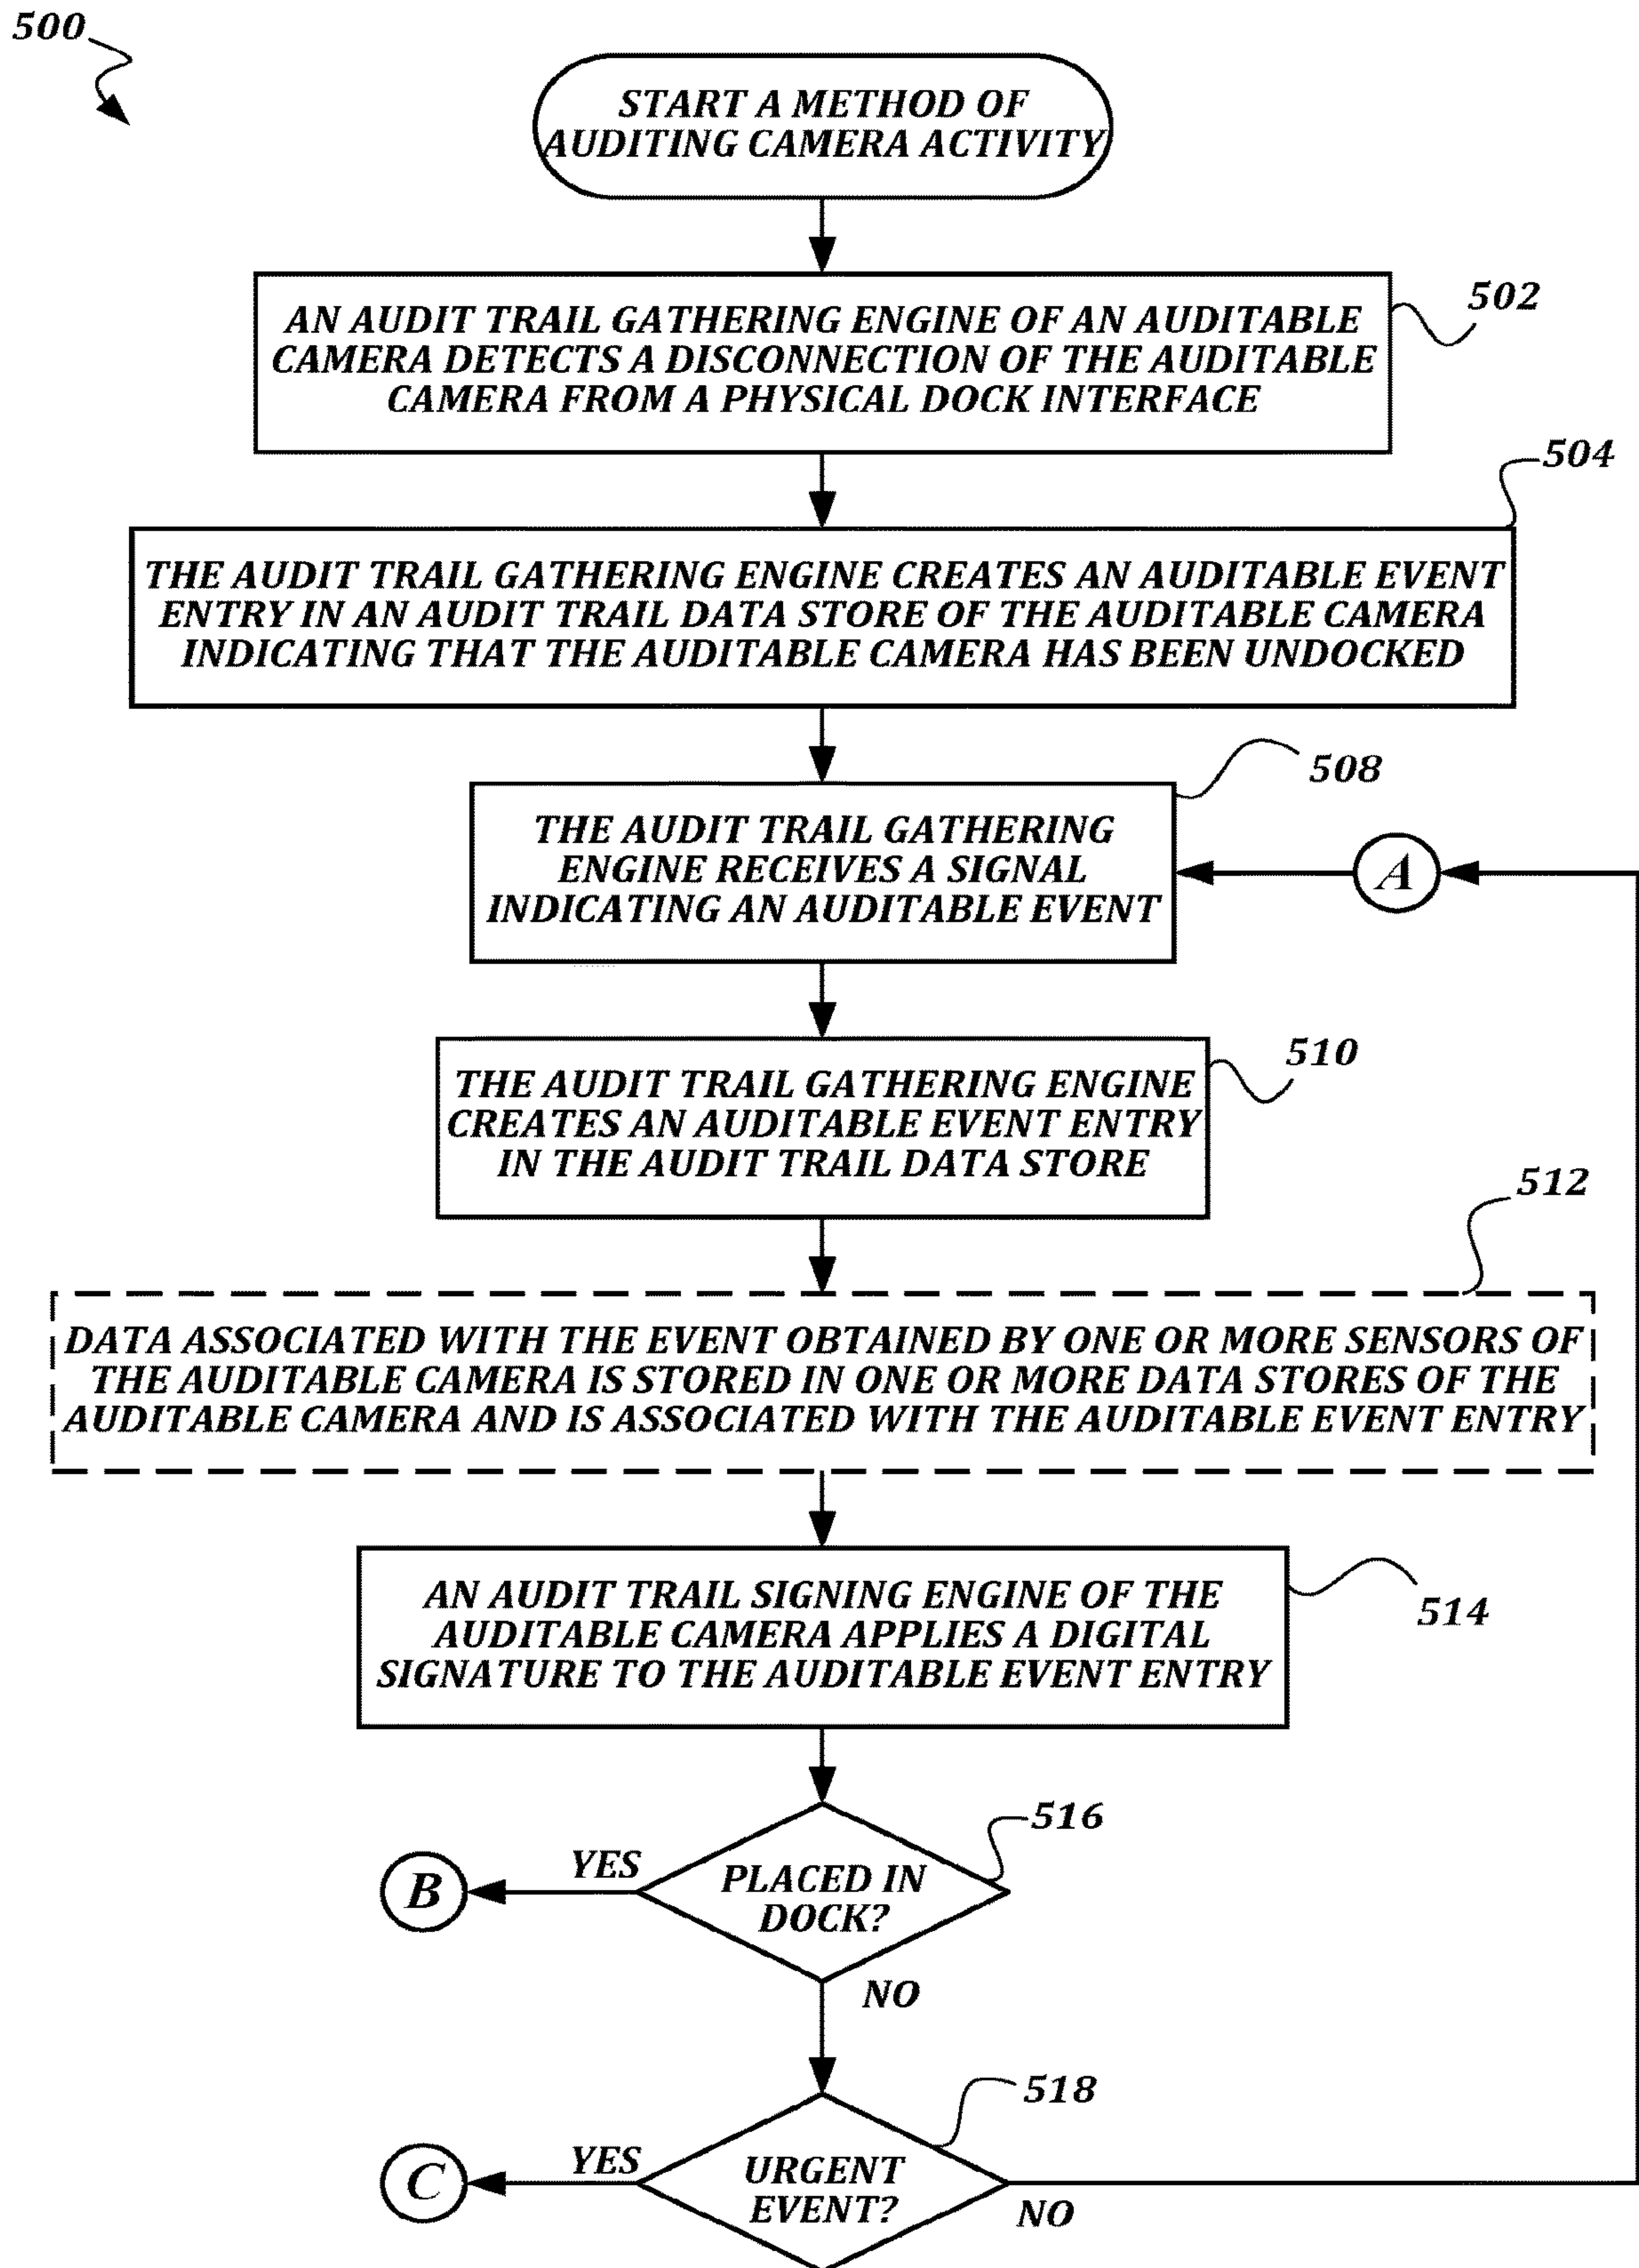 500
START A METHOD OF
AUDITING CAMERA ACTIVITY
502
AN AUDIT TRAIL GATHERING ENGINE OF AN AUDITABLE
CAMERA DETECTS A DISCONNECTION OF THE AUDITABLE
CAMERA FROM A PHYSICAL DOCK INTERFACE
504
THE AUDIT TRAIL GATHERING ENGINE CREATES AN AUDITABLE EVENT
ENTRY IN AN AUDIT TRAIL DATA STORE OF THE AUDITABLE CAMERA
INDICATING THAT THE AUDITABLE CAMERA HAS BEEN UNDOCKED
508
THE AUDIT TRAIL GATHERING
ENGINE RECEIVES A SIGNAL
INDICATING AN AUDITABLE EVENT
A
510
THE AUDIT TRAIL GATHERING ENGINE
CREATES AN AUDITABLE EVENT ENTRY
IN THE AUDIT TRAIL DATA STORE
512
DATA ASSOCIATED WITH THE EVENT OBTAINED BY ONE OR MORE SENSORS OF
THE AUDITABLE CAMERA IS STORED IN ONE OR MORE DATA STORES OF THE
AUDITABLE CAMERA AND IS ASSOCIATED WITH THE AUDITABLE EVENT ENTRY
AN AUDIT TRAIL SIGNING ENGINE OF THE
AUDITABLE CAMERA APPLIES A DIGITAL
SIGNATURE TO THE AUDITABLE EVENT ENTRY
514
516
B
YES
PLACED IN
DOCK?
NO
518
C
YES
URGENT
EVENT?
NO